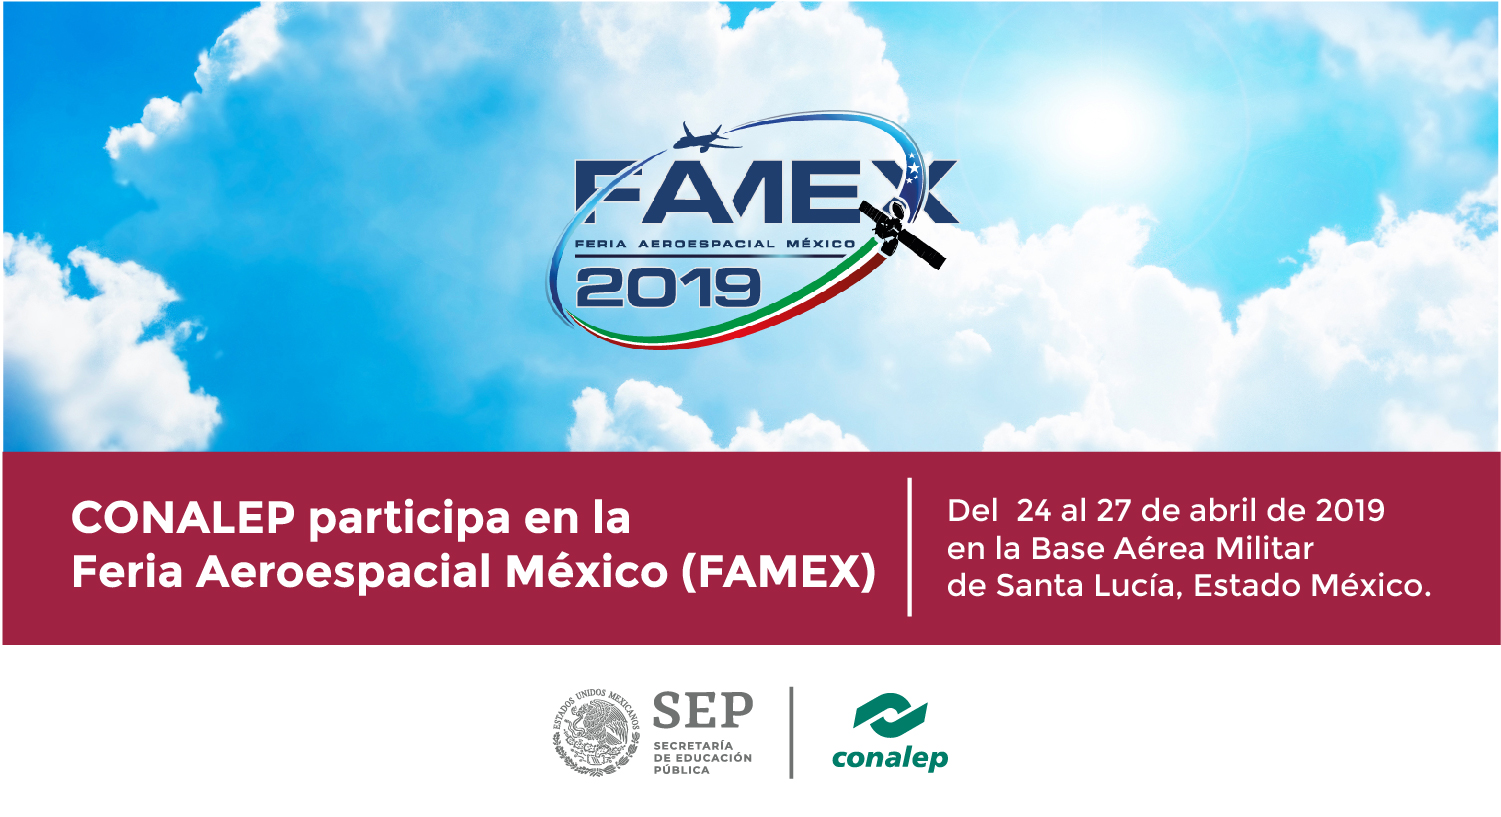 FAMEX
FERIA AEROESPACIAL MÉXICO
2019
CONALEP participa en la
Feria Aeroespacial México (FAMEX)
Del 24 al 27 de abril de 2019
en la Base Aérea Militar
de Santa Lucía, Estado México.
ESTADOS UNIDOS MEXICANOS
SEP
SECRETARÍA
DE EDUCACIÓN
PÚBLICA
conalep